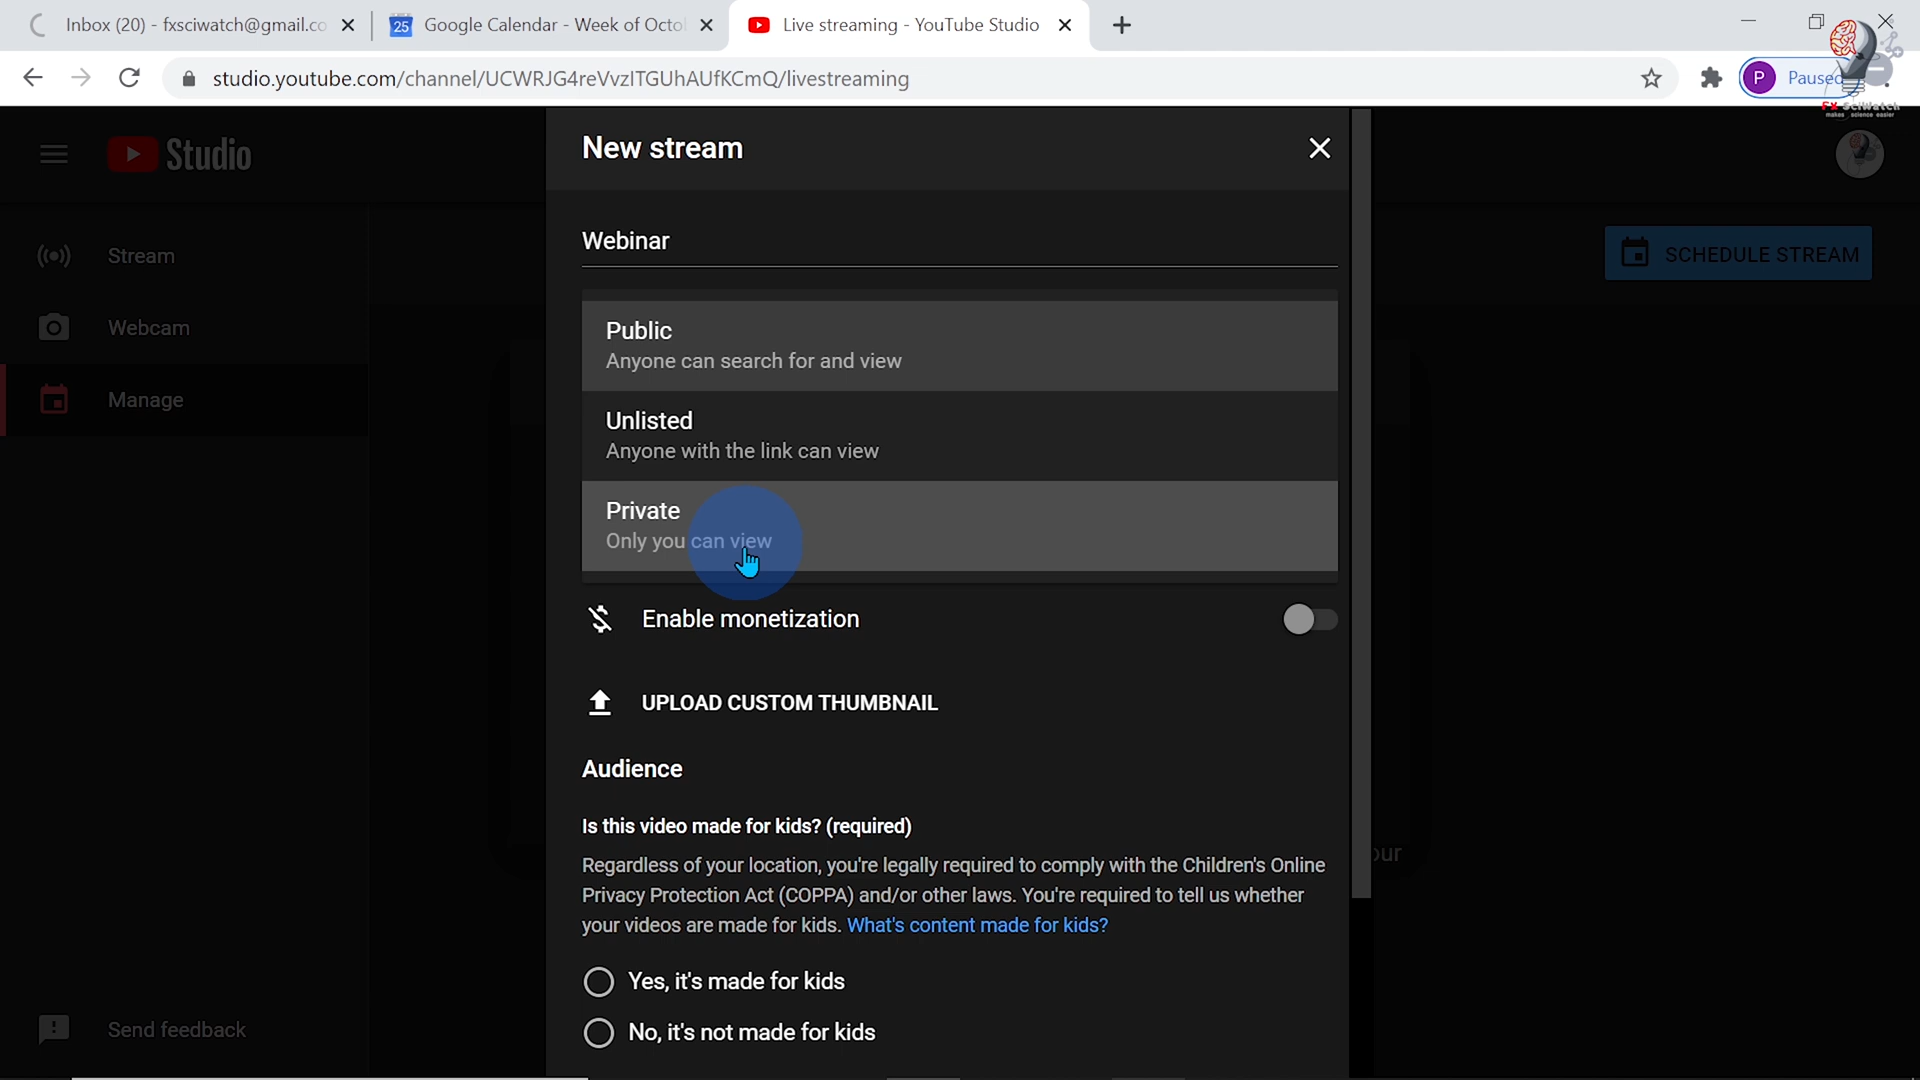 Inbox (20) - fxsciwatch@gmail.co
25
Google Calendar - Week of Octo
Live streaming - YouTube Studio
studio.youtube.com/channel/UCWRJG4reVvzITGUhAUfKCmQ/livestreaming
P
Paused
FX SciWatch
makes science easier
Studio
New stream
Stream
Webcam
Manage
SCHEDULE STREAM
Webinar
Public
Anyone can search for and view
Unlisted
Anyone with the link can view
Private
Only you can view
Enable monetization
UPLOAD CUSTOM THUMBNAIL
Audience
Is this video made for kids? (required)
Regardless of your location, you're legally required to comply with the Children's Online
Privacy Protection Act (COPPA) and/or other laws. You're required to tell us whether
your videos are made for kids. What's content made for kids?
Yes, it's made for kids
No, it's not made for kids
Send feedback